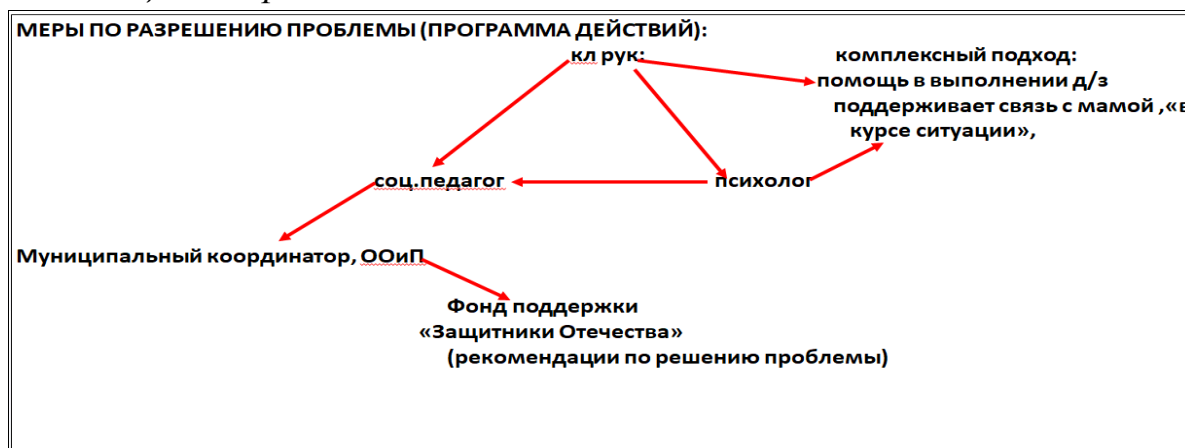 МЕРЫ ПО РАЗРЕШЕНИЮ ПРОБЛЕМЫ (ПРОГРАММА ДЕЙСТВИЙ):
кл рук: комплексный подход:
помощь в выполнении д/з
поддерживает связь с мамой ,«в
курсе ситуации»,
соц.педагог психолог
Муниципальный координатор, ООиП
Фонд поддержки
«Защитники Отечества»
(рекомендации по решению проблемы)